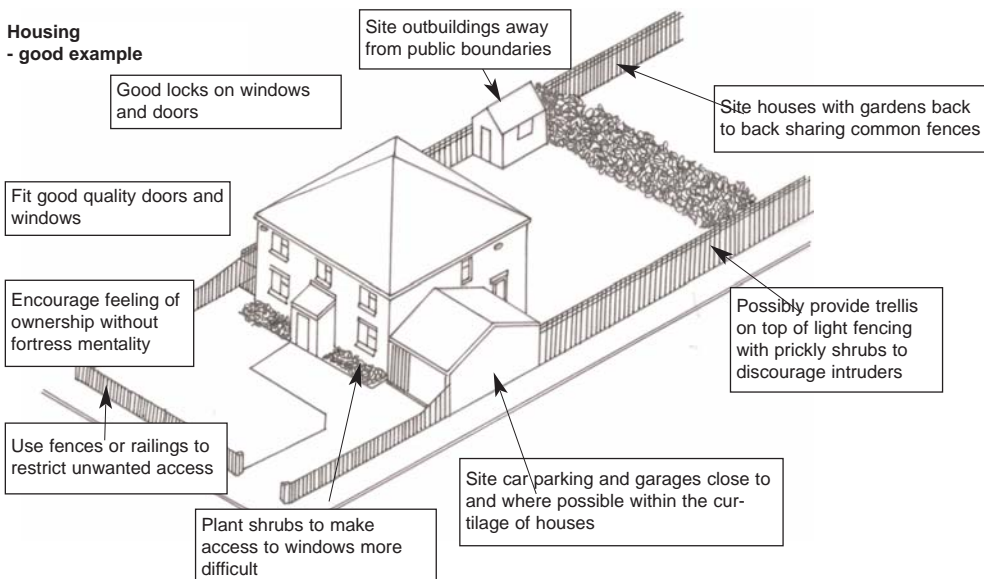 Housing
- good example
Site outbuildings away
from public boundaries
Good locks on windows
and doors
Site houses with gardens back
to back sharing common fences
Fit good quality doors and
windows
Encourage feeling of
ownership without
fortress mentality
Possibly provide trellis
on top of light fencing
with prickly shrubs to
discourage intruders
Use fences or railings to
restrict unwanted access
Site car parking and garages close to
and where possible within the cur-
tilage of houses
Plant shrubs to make
access to windows more
difficult